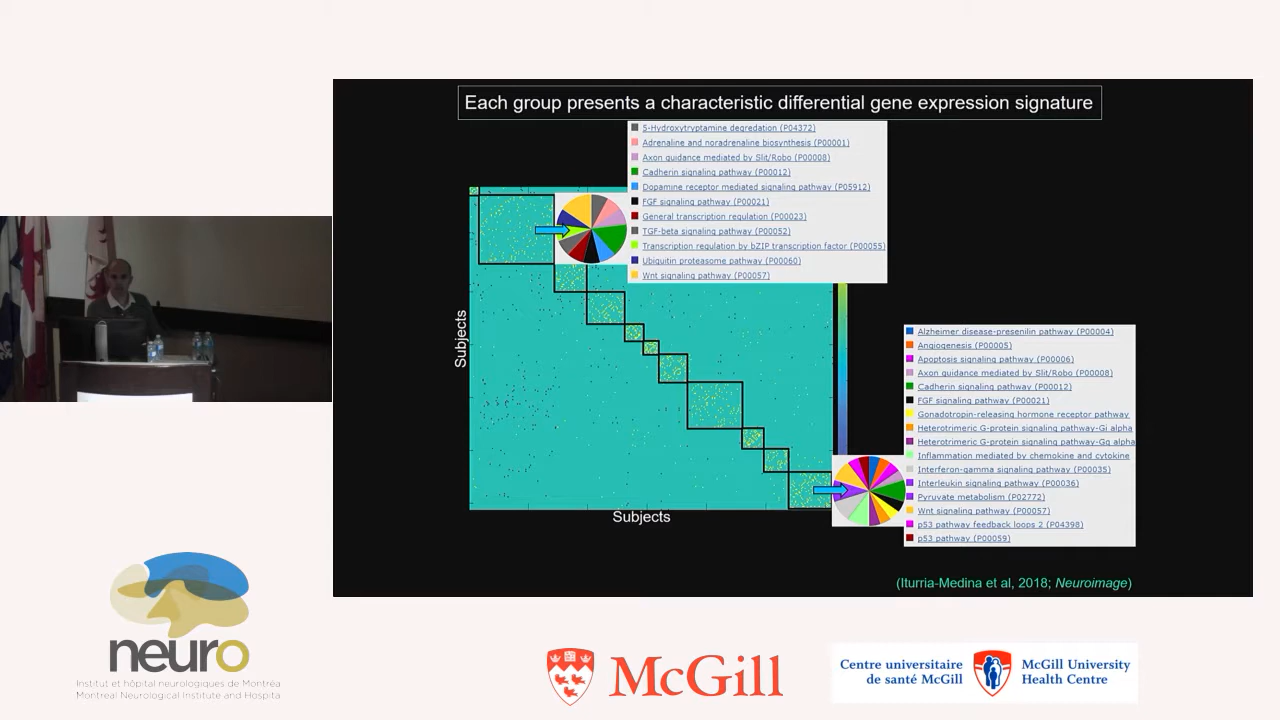 Each group presents a characteristic differential gene expression signature
5-Hydroxytryptamine degredation (P04372)
Adrenaline and noradrenaline biosynthesis (P00001)
Axon guidance mediated by Slit/Robo (P00008)
Cadherin signaling pathway (P00012)
Dopamine receptor mediated signaling pathway (P05912)
FGF signaling pathway (P00021)
General transcription regulation (P00023)
TGF-beta signaling pathway (P00052)
Transcription regulation by bZIP transcription factor (P00055)
Ubiquitin proteasome pathway (P00060)
Wnt signaling pathway (P00057)
Subjects
Subjects
Alzheimer disease-presenilin pathway (P00004)
Angiogenesis (P00005)
Apoptosis signaling pathway (P00006)
Axon guidance mediated by Slit/Robo (P00008)
Cadherin signaling pathway (P00012)
FGF signaling pathway (P00021)
Gonadotropin-releasing hormone receptor pathway
Heterotrimeric G-protein signaling pathway-Gi alpha
Heterotrimeric G-protein signaling pathway-Gq alpha
Inflammation mediated by chemokine and cytokine
Interferon-gamma signaling pathway (P00035)
Interleukin signaling pathway (P00036)
Pyruvate metabolism (P02772)
Wnt signaling pathway (P00057)
p53 pathway feedback loops 2 (P04398)
p53 pathway (P00059)
(Iturria-Medina et al, 2018; Neuroimage)
neuro
Institut et hôpital neurologiques de Montréa
Montreal Neurological Institute and Hospita
McGill
Centre universitaire
de santé McGill
McGill University
Health Centre